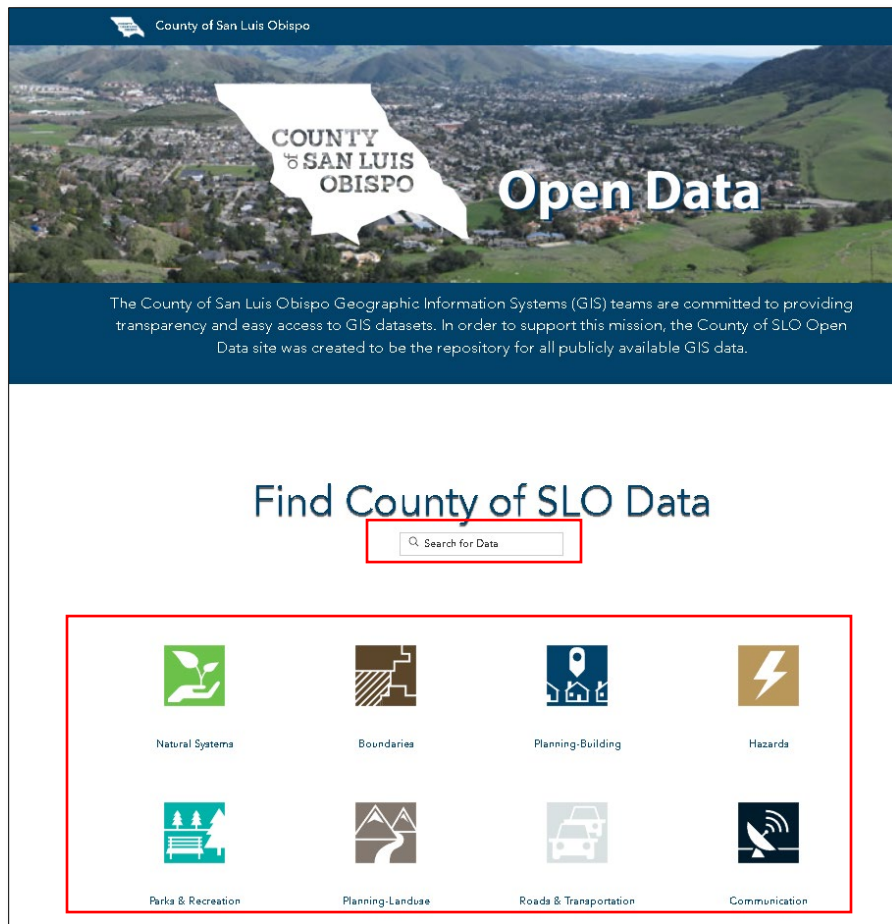 County of San Luis Obispo
COUNTY
of SAN LUIS
OBISPO
Open Data
The County of San Luis Obispo Geographic Information Systems (GIS) teams are committed to providing
transparency and easy access to GIS datasets. In order to support this mission, the County of SLO Open
Data site was created to be the repository for all publicly available GIS data.
Find County of SLO Data
Search for Data
Natural Systems
Boundaries
Planning-Building
Hazards
Parks & Recreation
Planning-Landuse
Roads & Transportation
Communication